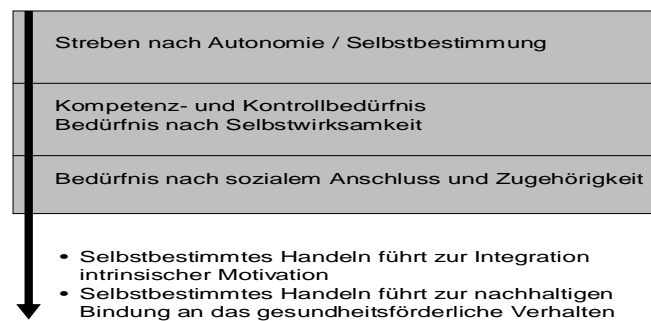 Streben nach Autonomie / Selbstbestimmung
Kompetenz- und Kontrollbedürfnis
Bedürfnis nach Selbstwirksamkeit
Bedürfnis nach sozialem Anschluss und Zugehörigkeit
• Selbstbestimmtes Handeln führt zur Integration
intrinsischer Motivation
• Selbstbestimmtes Handeln führt zur nachhaltigen
Bindung an das gesundheitsförderliche Verhalten